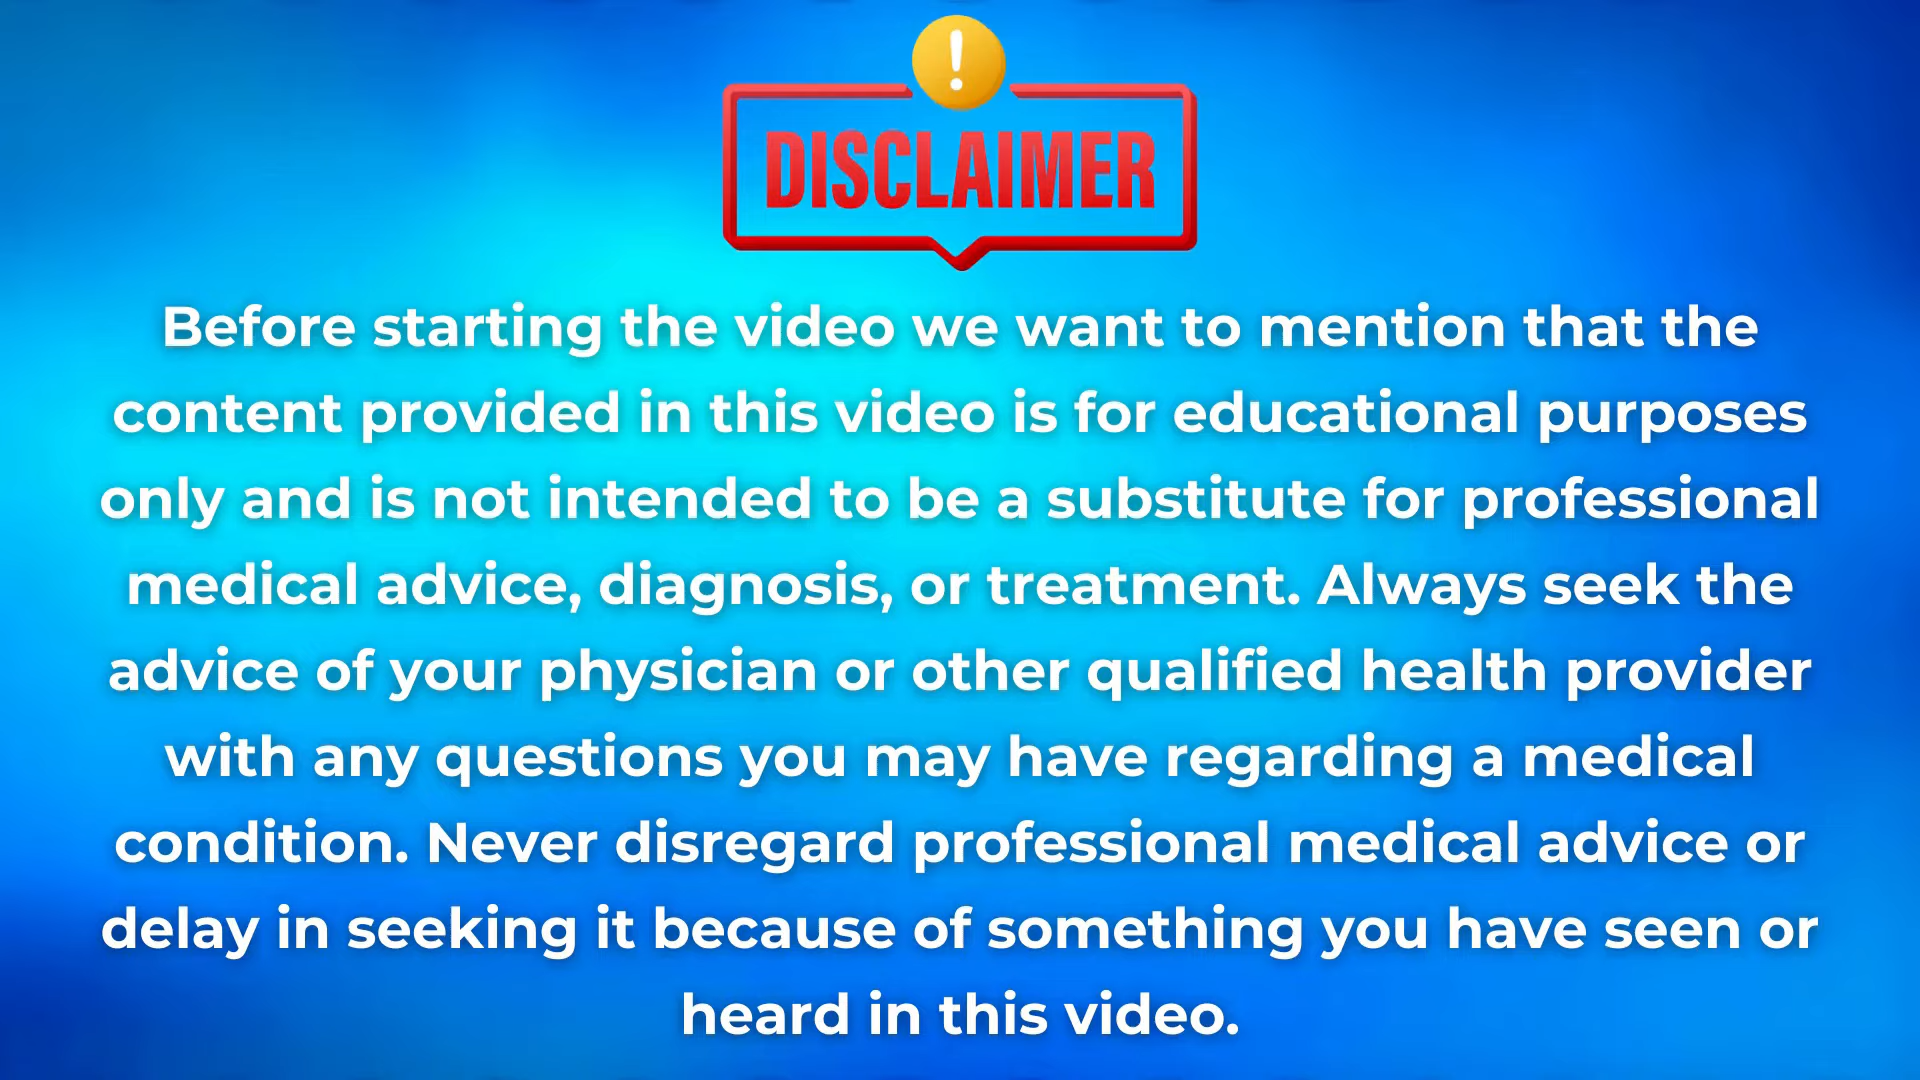 !
DISCLAIMER
Before starting the video we want to mention that the
content provided in this video is for educational purposes
only and is not intended to be a substitute for professional
medical advice, diagnosis, or treatment. Always seek the
advice of your physician or other qualified health provider
with any questions you may have regarding a medical
condition. Never disregard professional medical advice or
delay in seeking it because of something you have seen or
heard in this video.